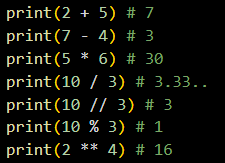 print(2 + 5) # 7
print(7 - 4) # 3
print(5 * 6) # 30
print(10 / 3) # 3.33..
print(10 // 3) # 3
print(10 % 3) # 1
print(2 ** 4) # 16